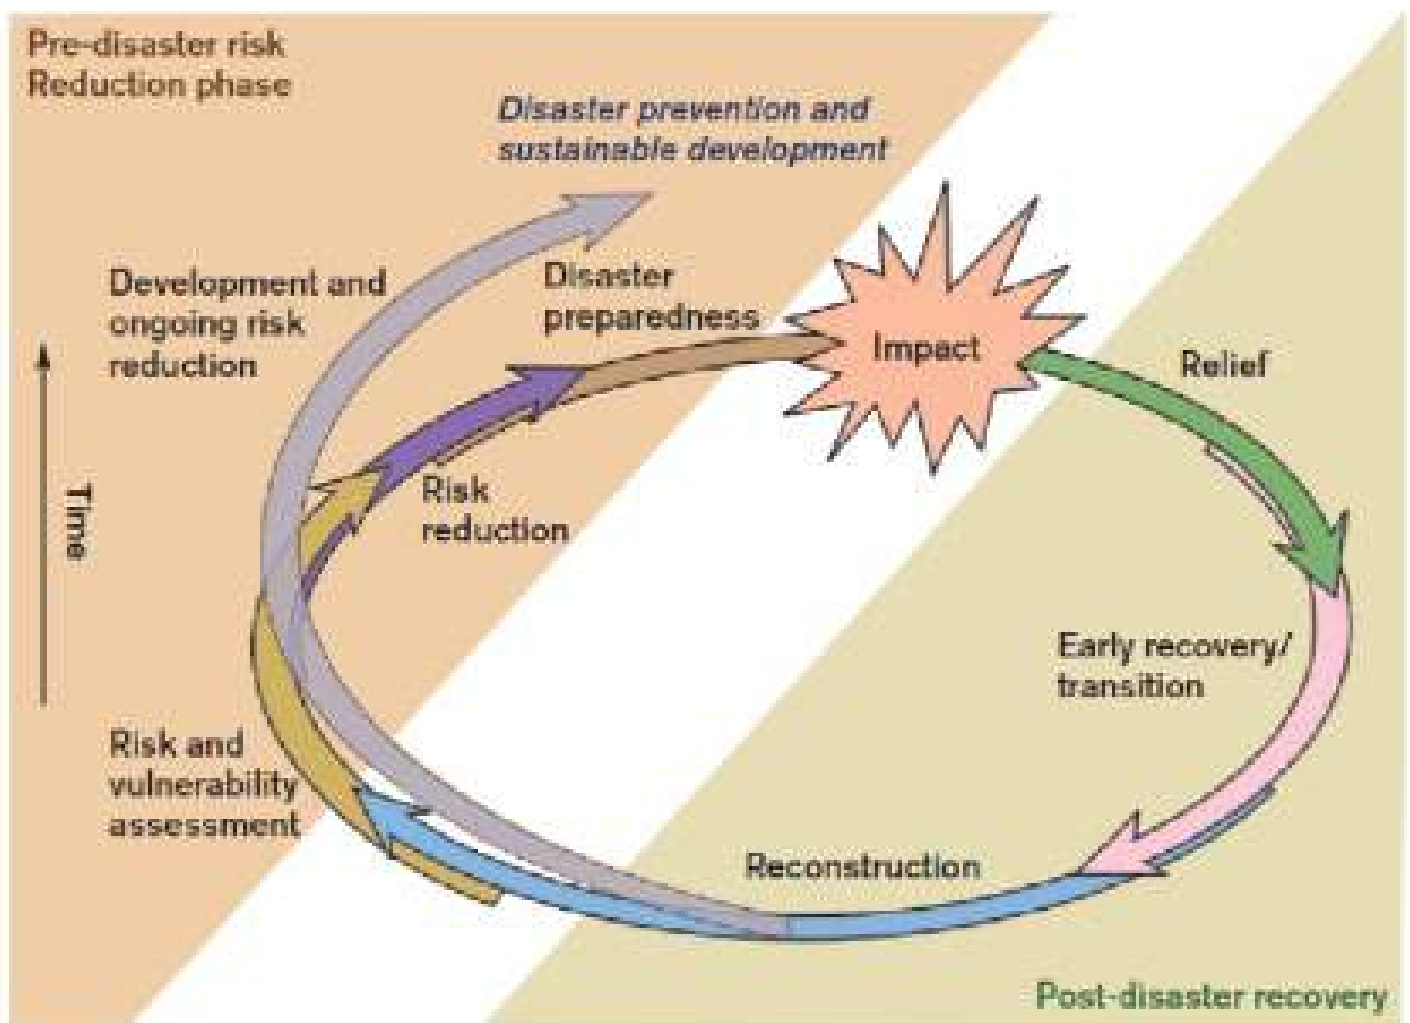 Pre-disaster risk
Reduction phase
Disaster prevention and
sustainable development
Development and
ongoing risk
reduction
Disaster
preparedness
Impact
Relief
Time
Risk
reduction
Early recovery/
transition
Risk and
vulnerability
assessment
Reconstruction
Post-disaster recovery